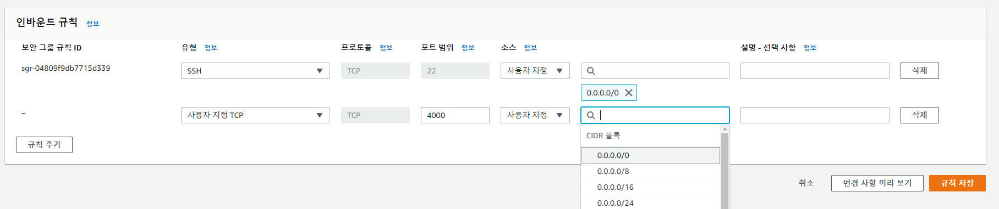 인바운드 규칙 정보
보안 그룹 규칙 ID 유형 정보 프로토콜 정보 포트 범위 정보 소스 정보 설명 - 선택 사항 정보
sgr-04809f9db7715d339 SSH TCP 22 사용자 지정 삭제
0.0.0.0/0
– 사용자 지정 TCP TCP 4000 사용자 지정 삭제
CIDR 블록
규칙 추가
0.0.0.0/0
0.0.0.0/8
0.0.0.0/16
취소 변경 사항 미리 보기 규칙 저장
0.0.0.0/24